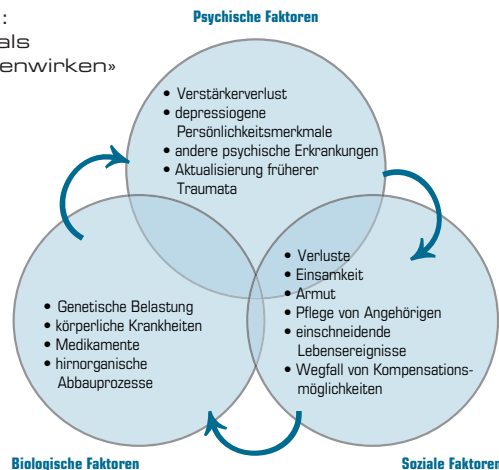 :
als
enwirken»
Psychische Faktoren
• Verstärkerverlust
• depressiogene
Persönlichkeitsmerkmale
• andere psychische Erkrankungen
• Aktualisierung früherer
Traumata
• Verluste
• Einsamkeit
• Armut
• Pflege von Angehörigen
• einschneidende
Lebensereignisse
• Wegfall von Kompensations-
möglichkeiten
• Genetische Belastung
• körperliche Krankheiten
• Medikamente
• hirnorganische
Abbauprozesse
Biologische Faktoren
Soziale Faktoren